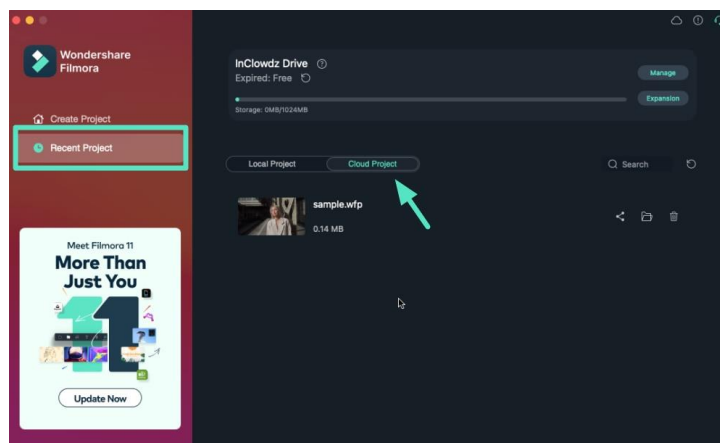 Wondershare
Filmora
Create Project
Recent Project
Meet Filmora 11
More Than
Just You
Update Now
InClowdz Drive
Expired: Free
Manage
Expansion
Storage: 0MB/1024MB
Local Project
Cloud Project
Search
sample.wfp
0.14 MB